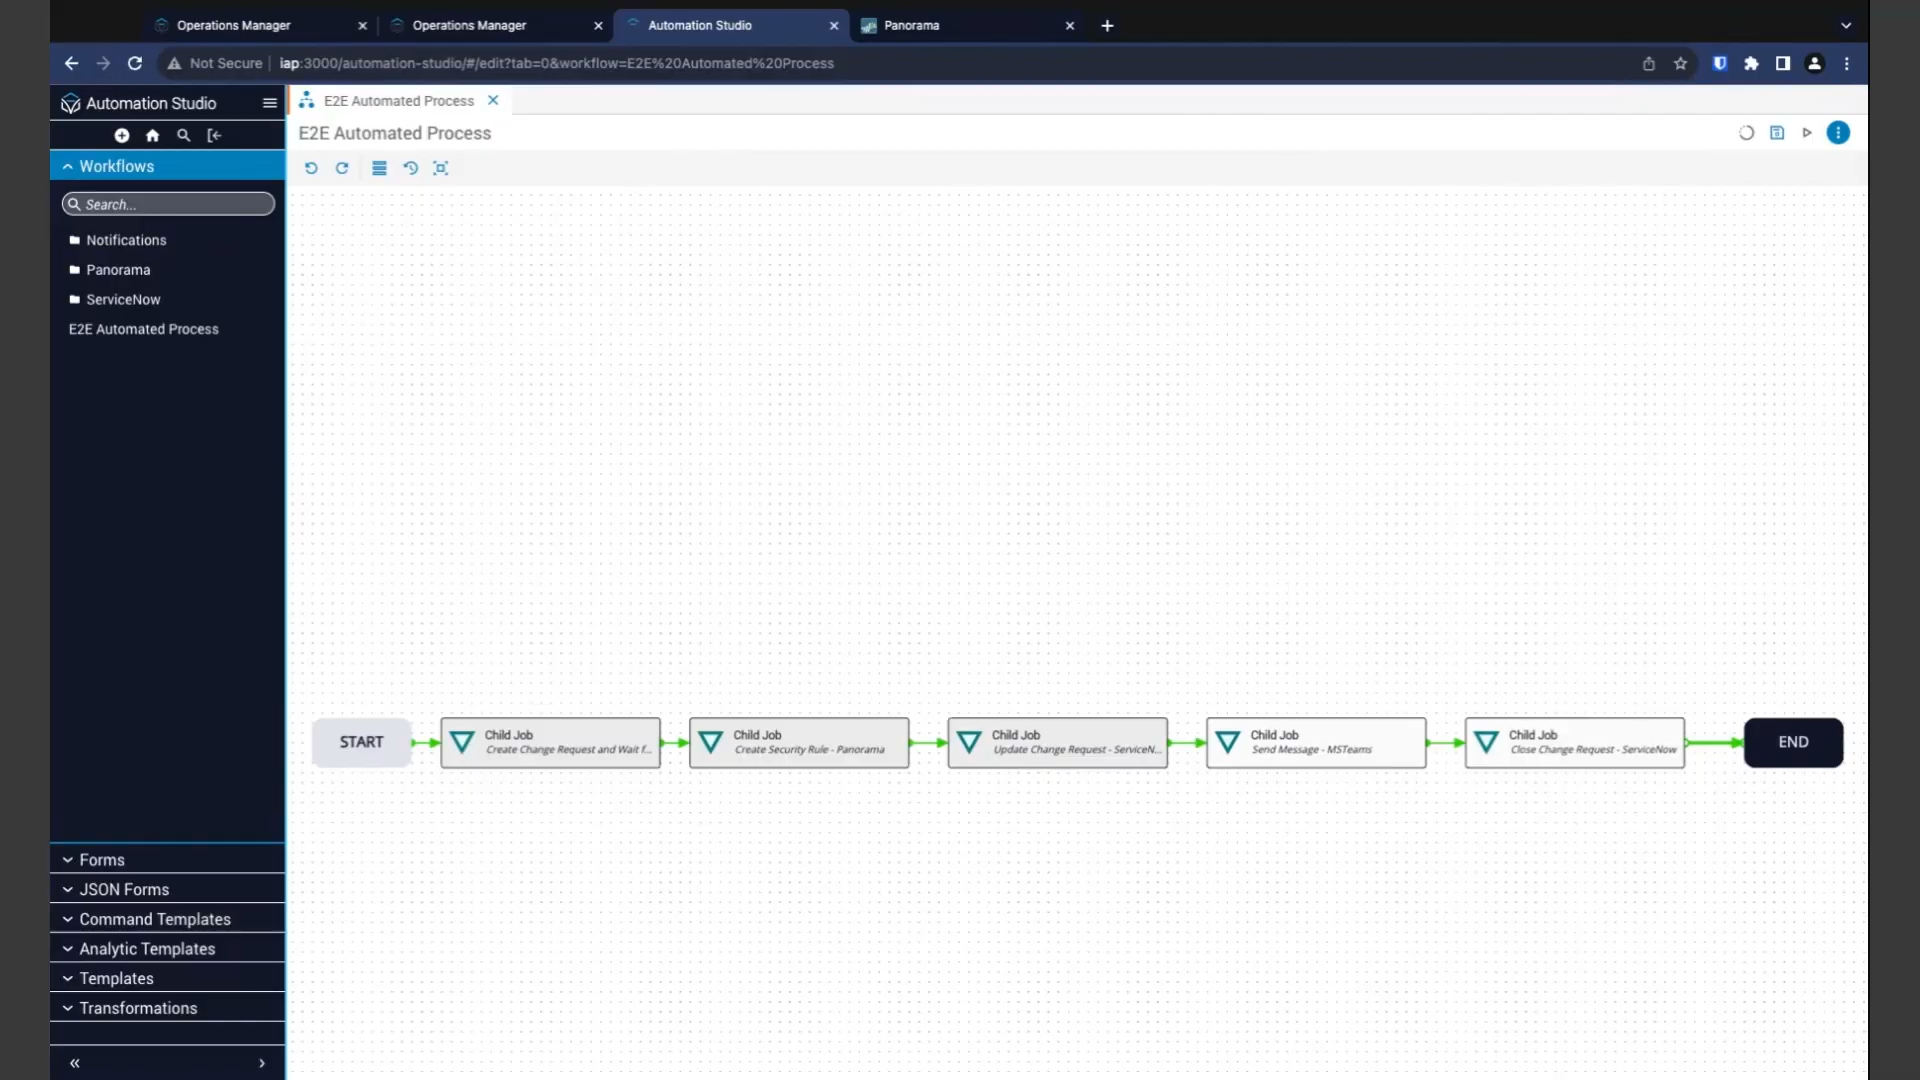 Operations Manager
Operations Manager
Automation Studio
Panorama
Not Secure
iap:3000/automation-studio/#/edit?tab=0&workflow=E2E%20Automated%20Process
Automation Studio
E2E Automated Process
E2E Automated Process
Workflows
Search...
Notifications
Panorama
ServiceNow
E2E Automated Process
START
Child Job
Create Change Request and Wait f...
Child Job
Create Security Rule - Panorama
Child Job
Update Change Request - ServiceN...
Child Job
Send Message - MSTeams
Child Job
Close Change Request - ServiceNow
END
Forms
JSON Forms
Command Templates
Analytic Templates
Templates
Transformations